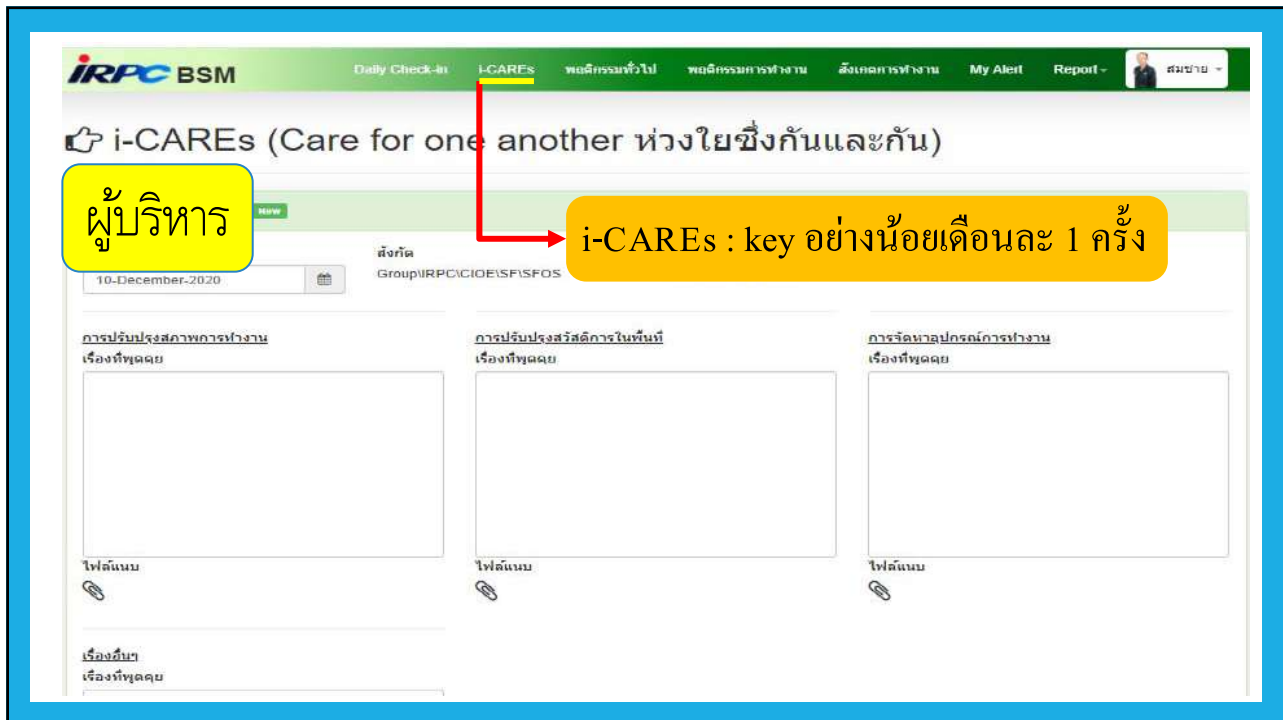 iRPC BSM Daily Check-in i-CAREs พฤติกรรมทั่วไป พฤติกรรมการทำงาน สังเกตการทำงาน My Alert Report สมชาย
i-CAREs (Care for one another ห่วงใยซึ่งกันและกัน)
ผู้บริหาร
New
i-CAREs : key อย่างน้อยเดือนละ 1 ครั้ง
สังกัด
10-December-2020 Group\IRPC\CIOE\SF\SFOS
การปรับปรุงสภาพการทำงาน การปรับปรุงสวัสดิการในพื้นที่ การจัดหาอุปกรณ์การทำงาน
เรื่องที่พูดคุย เรื่องที่พูดคุย เรื่องที่พูดคุย
ไฟล์แนบ ไฟล์แนบ ไฟล์แนบ
เรื่องอื่นๆ
เรื่องที่พูดคุย